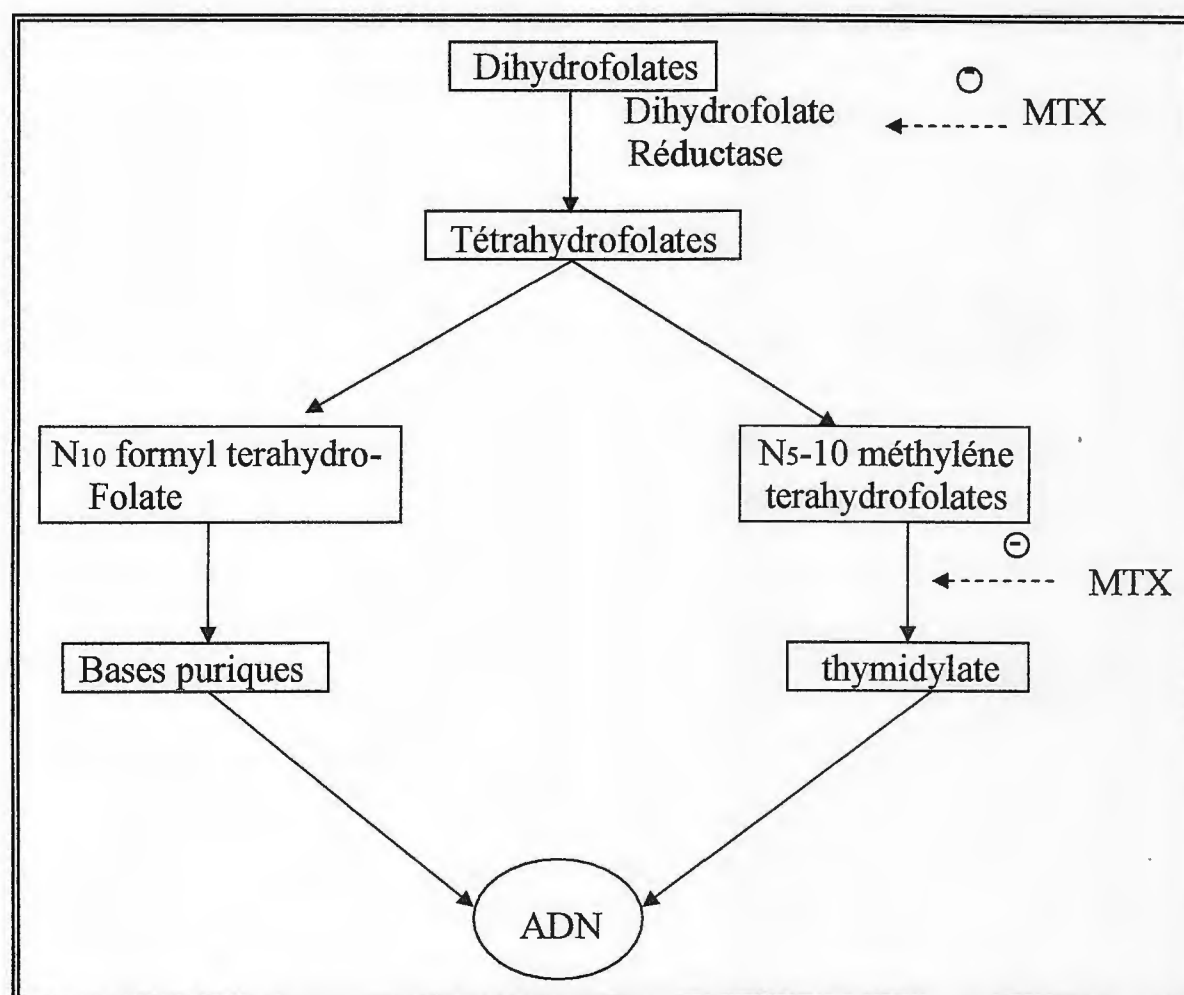 Dihydrofolates
Dihydrofolate
Réductase
MTX
Tétrahydrofolates
N10 formyl terahydro-
Folate
N5-10 méthyléne
terahydrofolates
MTX
Bases puriques
thymidylate
ADN